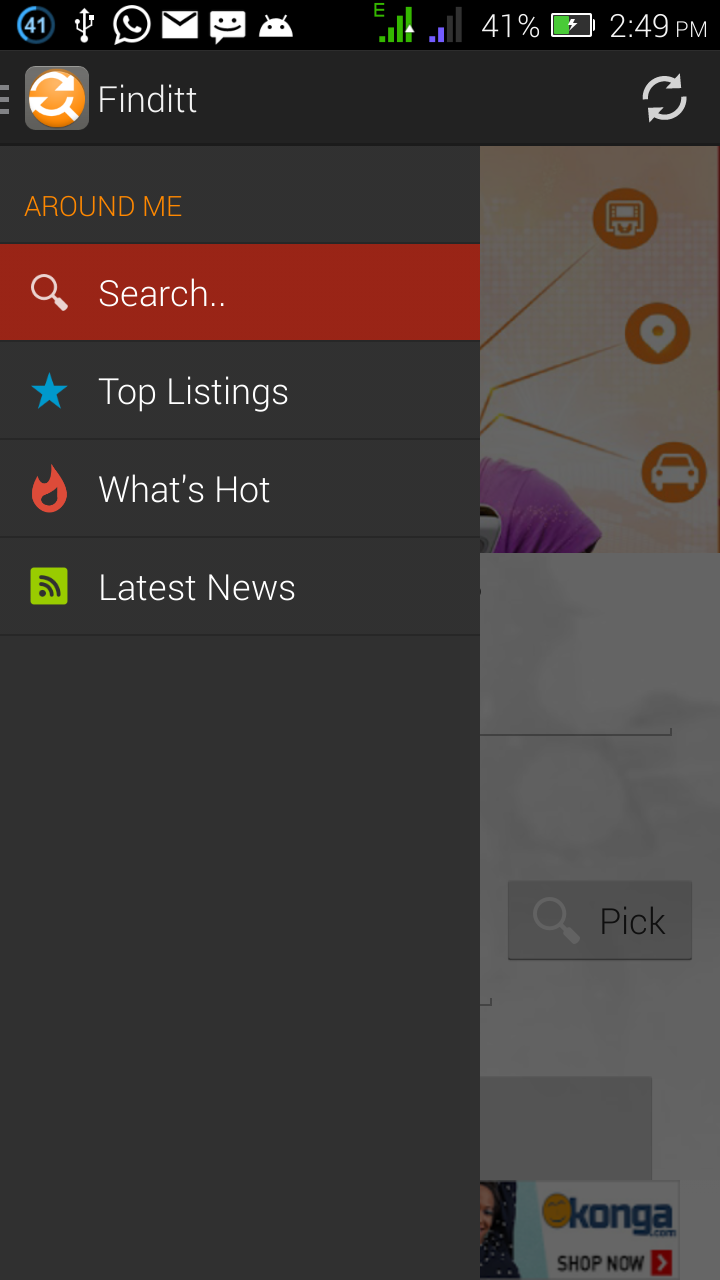 41
E
41%
2:49 PM
Finditt
AROUND ME
Search..
Top Listings
What's Hot
Latest News
Pick
konga
.com
SHOP NOW